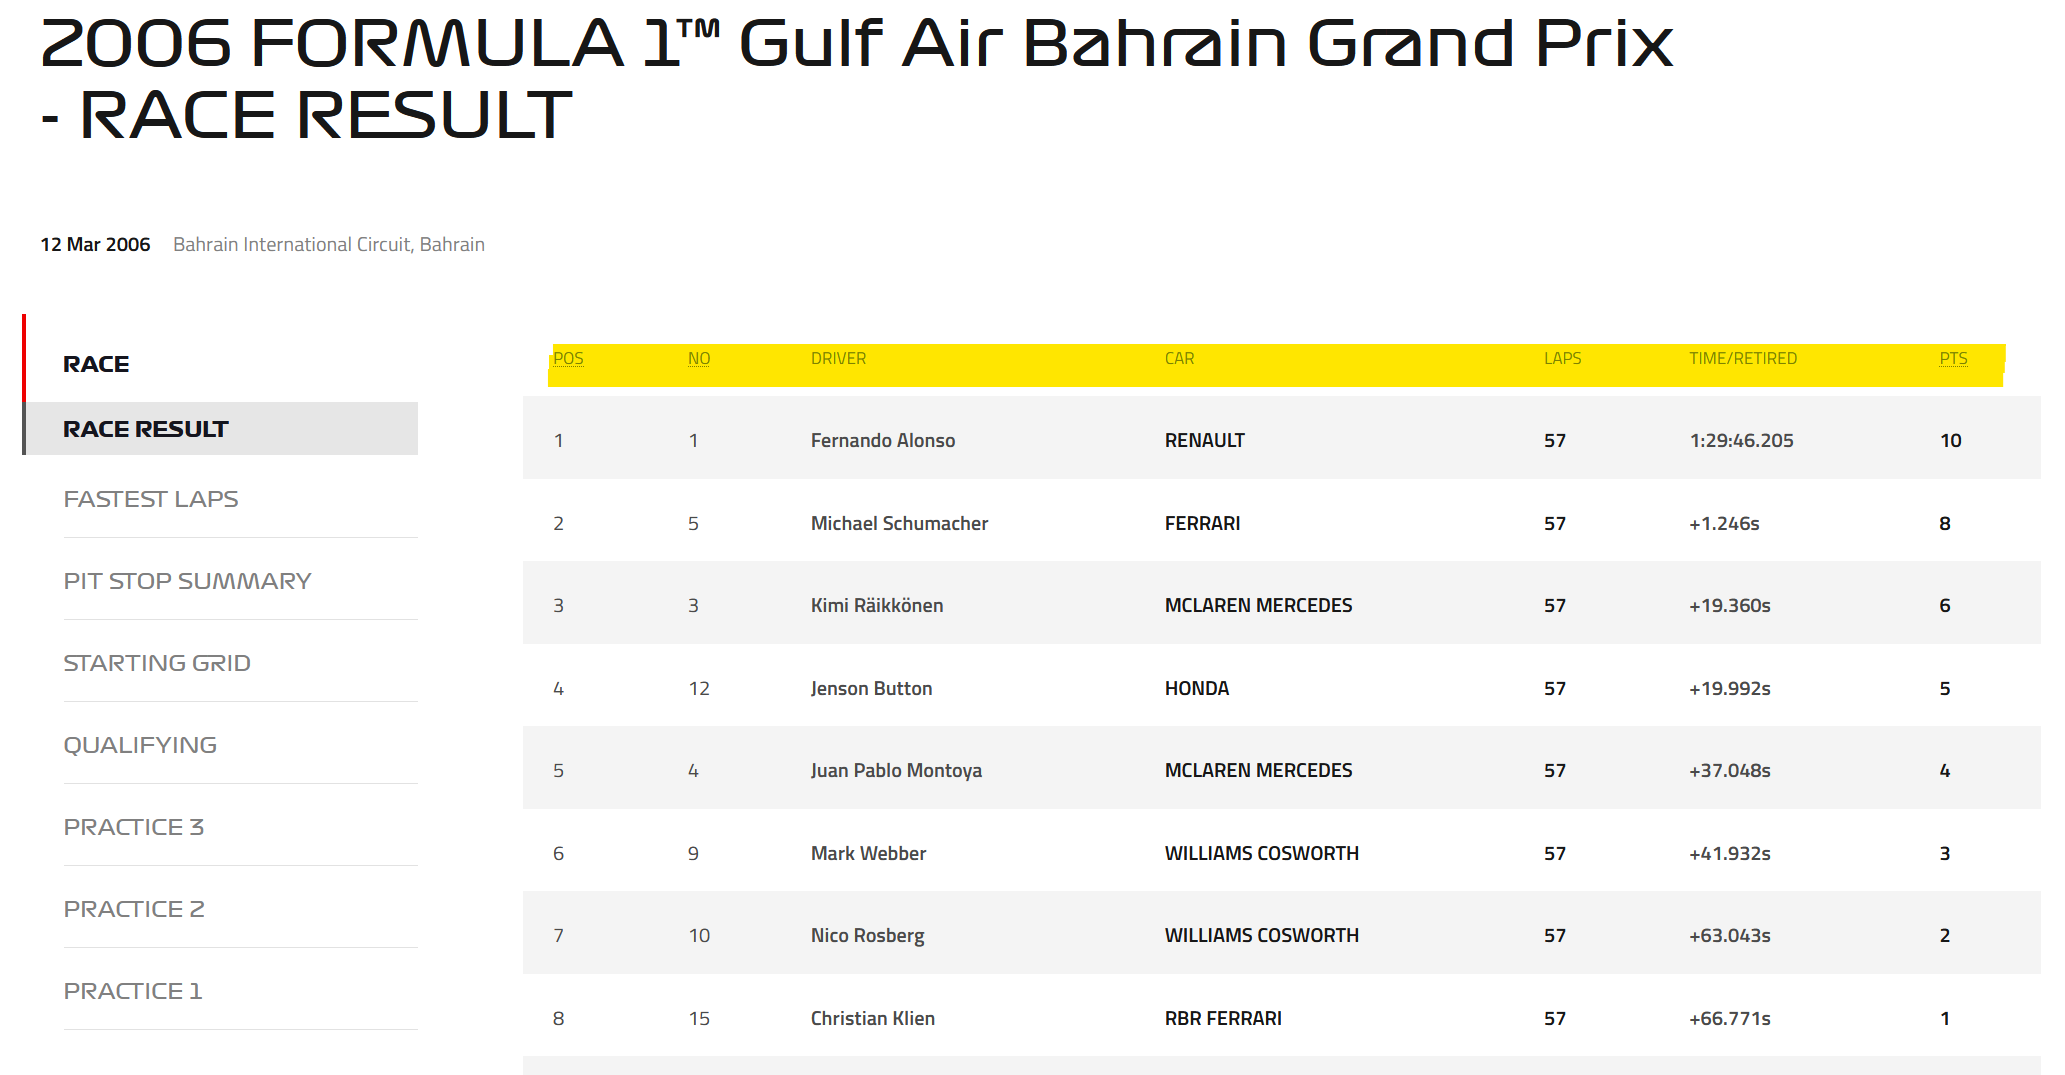 2006 FORMULA 1™ Gulf Air Bahrain Grand Prix
- RACE RESULT
12 Mar 2006 Bahrain International Circuit, Bahrain
RACE
RACE RESULT
FASTEST LAPS
PIT STOP SUMMARY
STARTING GRID
QUALIFYING
PRACTICE 3
PRACTICE 2
PRACTICE 1
POS NO DRIVER CAR LAPS TIME/RETIRED PTS
1 1 Fernando Alonso RENAULT 57 1:29:46.205 10
2 5 Michael Schumacher FERRARI 57 +1.246s 8
3 3 Kimi Räikkönen MCLAREN MERCEDES 57 +19.360s 6
4 12 Jenson Button HONDA 57 +19.992s 5
5 4 Juan Pablo Montoya MCLAREN MERCEDES 57 +37.048s 4
6 9 Mark Webber WILLIAMS COSWORTH 57 +41.932s 3
7 10 Nico Rosberg WILLIAMS COSWORTH 57 +63.043s 2
8 15 Christian Klien RBR FERRARI 57 +66.771s 1